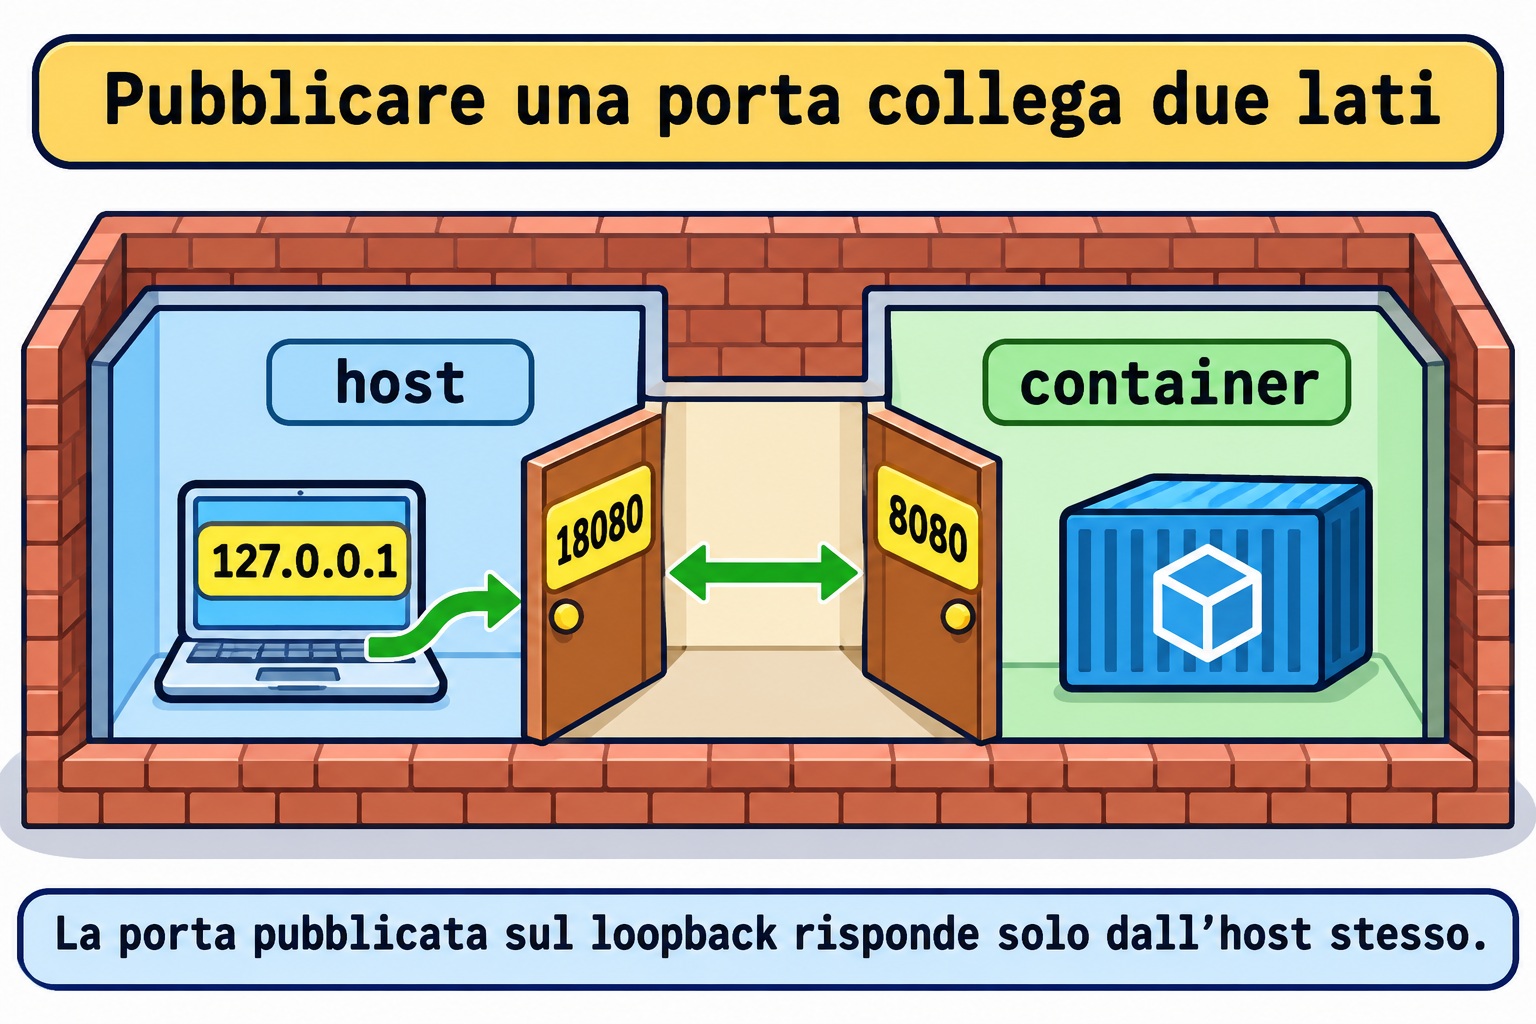 Pubblicare una porta collega due lati
host
container
127.0.0.1
18080
8080
La porta pubblicata sul loopback risponde solo dall’host stesso.